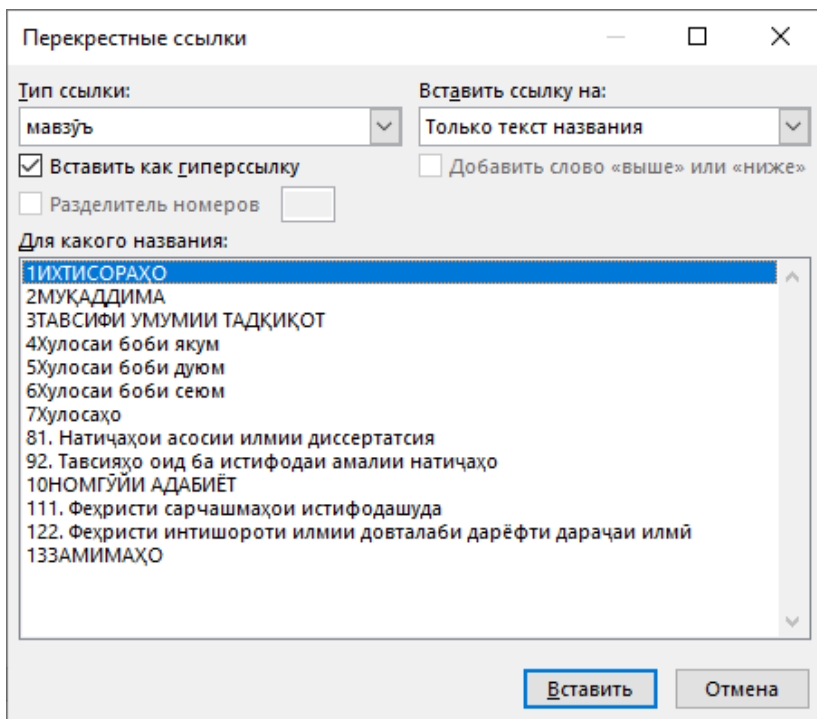 Перекрестные ссылки
Тип ссылки:
Вставить ссылку на:
мавзӯъ
Только текст названия
Вставить как гиперссылку
Добавить слово «выше» или «ниже»
Разделитель номеров
Для какого названия:
1ИХТИСОРАҲО
2МУҚАДДИМА
3ТАВСИФИ УМУМИИ ТАДҚИҚОТ
4Хулосаи боби якум
5Хулосаи боби дуюм
6Хулосаи боби сеюм
7Хулосаҳо
81. Натиҷаҳои асосии илмии диссертатсия
92. Тавсияҳо оид ба истифодаи амалии натиҷаҳо
10НОМГӮЙИ АДАБИЁТ
111. Феҳристи сарчашмаҳои истифодашуда
122. Феҳристи интишороти илмии довталаби дарёфти дараҷаи илмӣ
13ЗАМИМАҲО
Вставить
Отмена